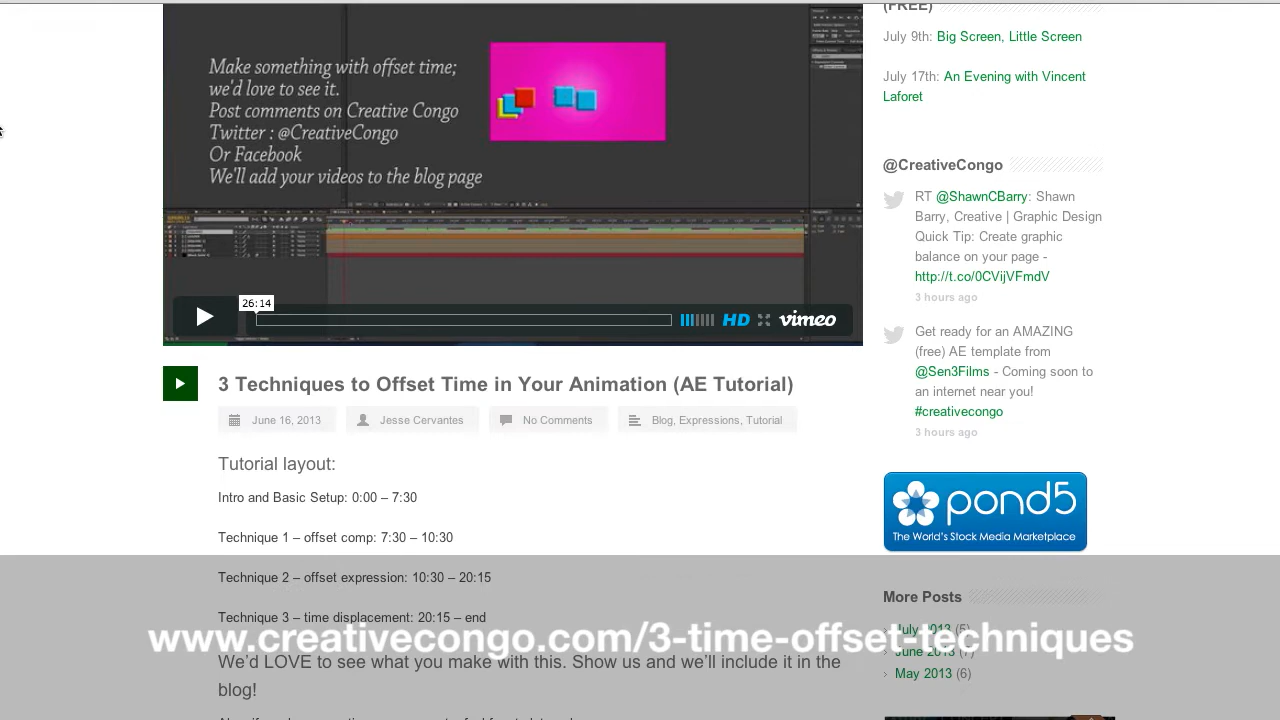 Make something with offset time;
we'd love to see it.
Post comments on Creative Congo
Twitter : @CreativeCongo
Or Facebook
We'll add your videos to the blog page
26:14
HD
vimeo
3 Techniques to Offset Time in Your Animation (AE Tutorial)
June 16, 2013
Jesse Cervantes
No Comments
Blog, Expressions, Tutorial
Tutorial layout:
Intro and Basic Setup: 0:00 – 7:30
Technique 1 – offset comp: 7:30 – 10:30
Technique 2 – offset expression: 10:30 – 20:15
Technique 3 – time displacement: 20:15 – end
We'd LOVE to see what you make with this. Show us and we'll include it in the
blog!
(FREE)
July 9th: Big Screen, Little Screen
July 17th: An Evening with Vincent
Laforet
@CreativeCongo
RT @ShawnCBarry: Shawn
Barry, Creative | Graphic Design
Quick Tip: Create graphic
balance on your page -
http://t.co/0CVijVFmdV
3 hours ago
Get ready for an AMAZING
(free) AE template from
@Sen3Films - Coming soon to
an internet near you!
#creativecongo
3 hours ago
pond5
The World's Stock Media Marketplace
More Posts
July 2013 (5)
June 2013 (7)
May 2013 (6)
www.creativecongo.com/3-time-offset-techniques